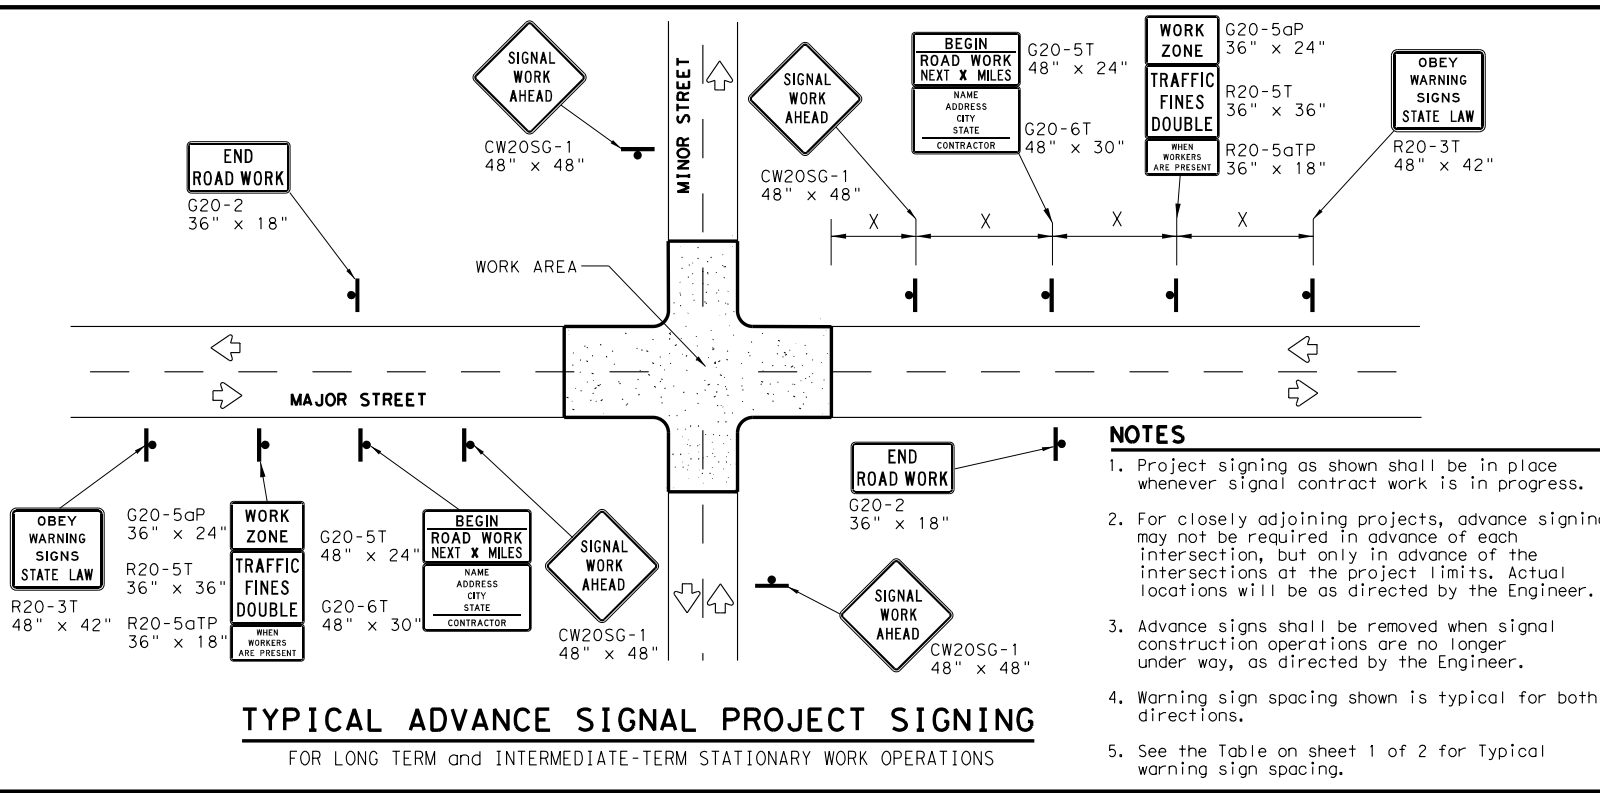 SIGNAL
WORK
AHEAD
CW20SG-1
48" x 48"
END
ROAD WORK
G20-2
36" x 18"
MINOR STREET
SIGNAL
WORK
AHEAD
CW20SG-1
48" x 48"
BEGIN
ROAD WORK
NEXT X MILES
NAME
ADDRESS
CITY
STATE
CONTRACTOR
G20-5T
48" x 24"
G20-6T
48" x 30"
WORK
ZONE
TRAFFIC
FINES
DOUBLE
WHEN
WORKERS
ARE PRESENT
G20-5aP
36" x 24"
R20-5T
36" x 36"
R20-5aTP
36" x 18"
OBEY
WARNING
SIGNS
STATE LAW
R20-3T
48" x 42"
X
X
X
X
WORK AREA
MAJOR STREET
OBEY
WARNING
SIGNS
STATE LAW
R20-3T
48" x 42"
G20-5aP
36" x 24"
R20-5T
36" x 36"
R20-5aTP
36" x 18"
WORK
ZONE
TRAFFIC
FINES
DOUBLE
WHEN
WORKERS
ARE PRESENT
G20-5T
48" x 24"
G20-6T
48" x 30"
BEGIN
ROAD WORK
NEXT X MILES
NAME
ADDRESS
CITY
STATE
CONTRACTOR
SIGNAL
WORK
AHEAD
CW20SG-1
48" x 48"
END
ROAD WORK
G20-2
36" x 18"
SIGNAL
WORK
AHEAD
CW20SG-1
48" x 48"
TYPICAL ADVANCE SIGNAL PROJECT SIGNING
FOR LONG TERM and INTERMEDIATE-TERM STATIONARY WORK OPERATIONS
NOTES
1. Project signing as shown shall be in place
whenever signal contract work is in progress.
2. For closely adjoining projects, advance signing
may not be required in advance of each
intersection, but only in advance of the
intersections at the project limits. Actual
locations will be as directed by the Engineer.
3. Advance signs shall be removed when signal
construction operations are no longer
under way, as directed by the Engineer.
4. Warning sign spacing shown is typical for both
directions.
5. See the Table on sheet 1 of 2 for Typical
warning sign spacing.